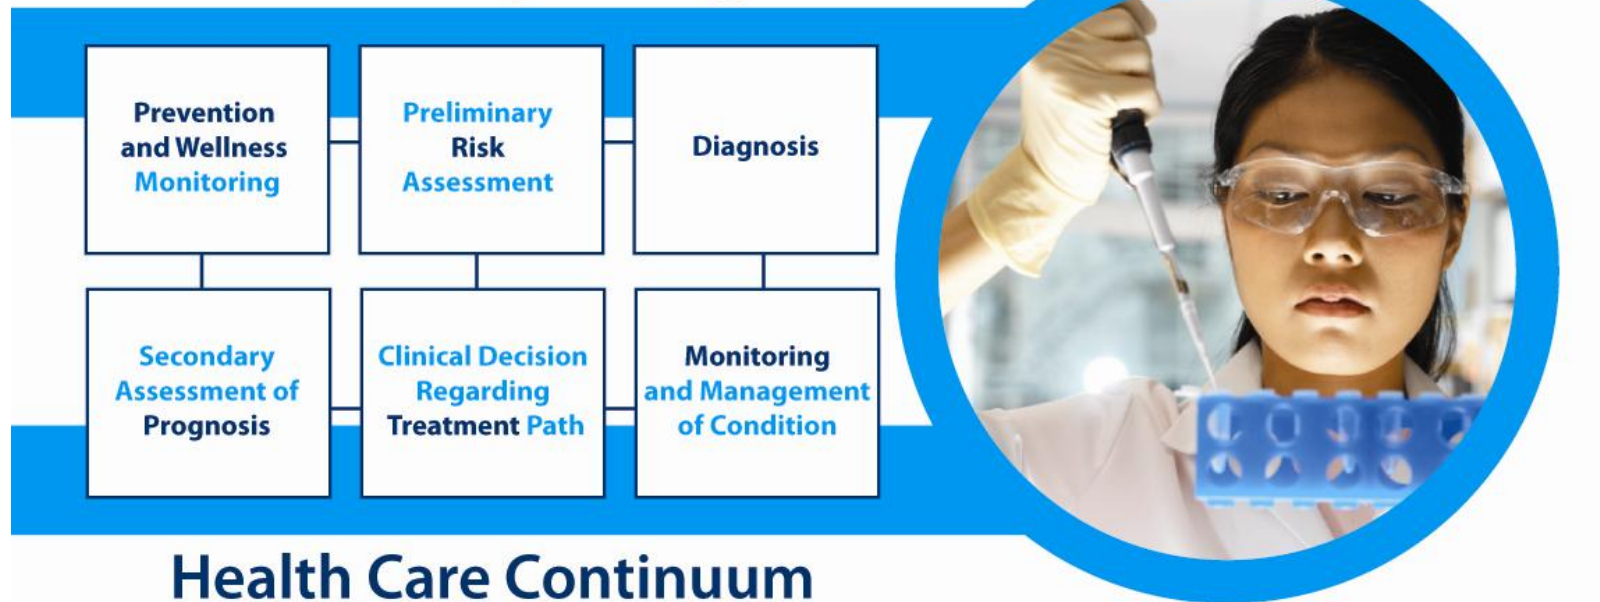 Prevention
and Wellness
Monitoring
Preliminary
Risk
Assessment
Diagnosis
Secondary
Assessment of
Prognosis
Clinical Decision
Regarding
Treatment Path
Monitoring
and Management
of Condition
Health Care Continuum